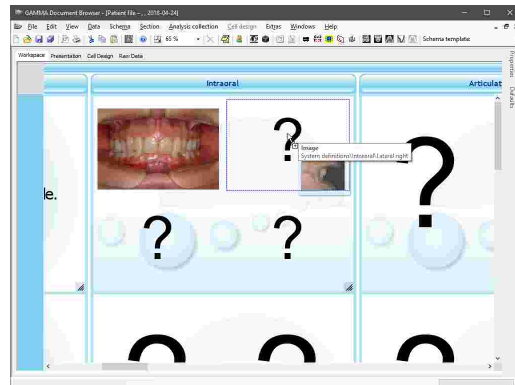 GAMMA Document Browser - [Patient file - , , 2018-04-24]
File Edit View Data Schema Section Analysis collection Cell design Extras Windows Help
65 % Schema template:
Workspace Presentation Cell Design Raw Data
Properties
Defaults
Intraoral
Articulat
le.
?
?
Image
System definitions\Intraoral\Lateral right
?
? ?